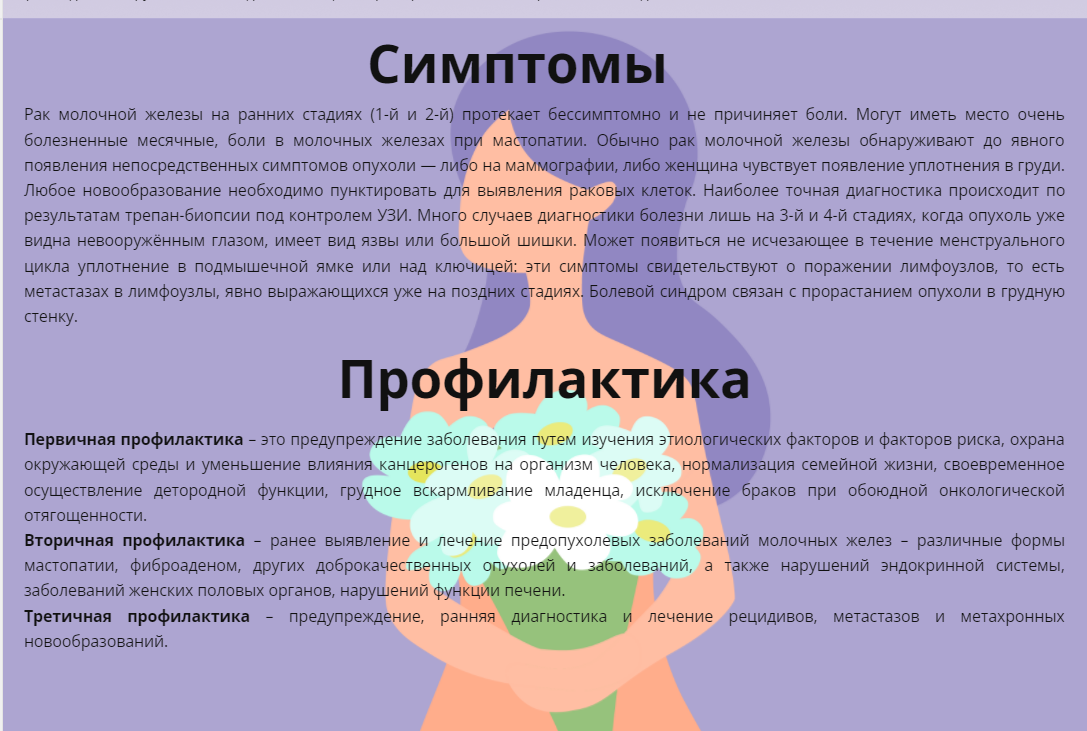 Симптомы
Рак молочной железы на ранних стадиях (1-й и 2-й) протекает бессимптомно и не причиняет боли. Могут иметь место очень
болезненные месячные, боли в молочных железах при мастопатии. Обычно рак молочной железы обнаруживают до явного
появления непосредственных симптомов опухоли — либо на маммографии, либо женщина чувствует появление уплотнения в груди.
Любое новообразование необходимо пунктировать для выявления раковых клеток. Наиболее точная диагностика происходит по
результатам трепан-биопсии под контролем УЗИ. Много случаев диагностики болезни лишь на 3-й и 4-й стадиях, когда опухоль уже
видна невооружённым глазом, имеет вид язвы или большой шишки. Может появиться не исчезающее в течение менструального
цикла уплотнение в подмышечной ямке или над ключицей: эти симптомы свидетельствуют о поражении лимфоузлов, то есть
метастазах в лимфоузлы, явно выражающихся уже на поздних стадиях. Болевой синдром связан с прорастанием опухоли в грудную
стенку.
Профилактика
Первичная профилактика – это предупреждение заболевания путем изучения этиологических факторов и факторов риска, охрана
окружающей среды и уменьшение влияния канцерогенов на организм человека, нормализация семейной жизни, своевременное
осуществление детородной функции, грудное вскармливание младенца, исключение браков при обоюдной онкологической
отягощенности.
Вторичная профилактика – ранее выявление и лечение предопухолевых заболеваний молочных желез – различные формы
мастопатии, фиброаденом, других доброкачественных опухолей и заболеваний, а также нарушений эндокринной системы,
заболеваний женских половых органов, нарушений функции печени.
Третичная профилактика – предупреждение, ранняя диагностика и лечение рецидивов, метастазов и метахронных
новообразований.